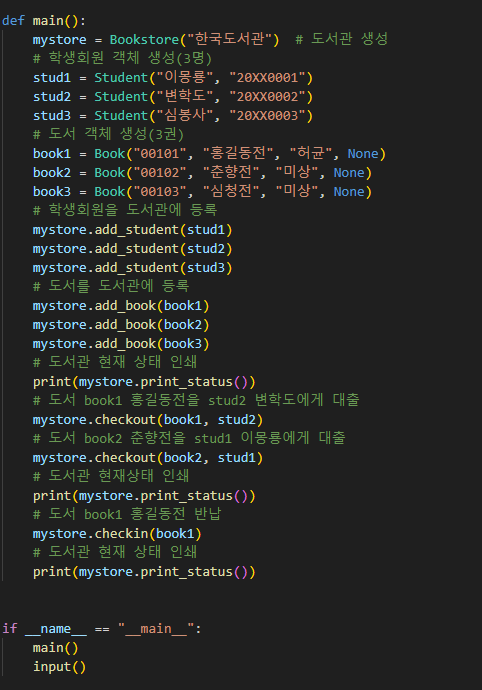 def main():
    mystore = Bookstore("한국도서관")  # 도서관 생성
    # 학생회원 객체 생성(3명)
    stud1 = Student("이몽룡", "20XX0001")
    stud2 = Student("변학도", "20XX0002")
    stud3 = Student("심봉사", "20XX0003")
    # 도서 객체 생성(3권)
    book1 = Book("00101", "홍길동전", "허균", None)
    book2 = Book("00102", "춘향전", "미상", None)
    book3 = Book("00103", "심청전", "미상", None)
    # 학생회원을 도서관에 등록
    mystore.add_student(stud1)
    mystore.add_student(stud2)
    mystore.add_student(stud3)
    # 도서를 도서관에 등록
    mystore.add_book(book1)
    mystore.add_book(book2)
    mystore.add_book(book3)
    # 도서관 현재 상태 인쇄
    print(mystore.print_status())
    # 도서 book1 홍길동전을 stud2 변학도에게 대출
    mystore.checkout(book1, stud2)
    # 도서 book2 춘향전을 stud1 이몽룡에게 대출
    mystore.checkout(book2, stud1)
    # 도서관 현재상태 인쇄
    print(mystore.print_status())
    # 도서 book1 홍길동전 반납
    mystore.checkin(book1)
    # 도서관 현재 상태 인쇄
    print(mystore.print_status())
if __name__ == "__main__":
    main()
    input()